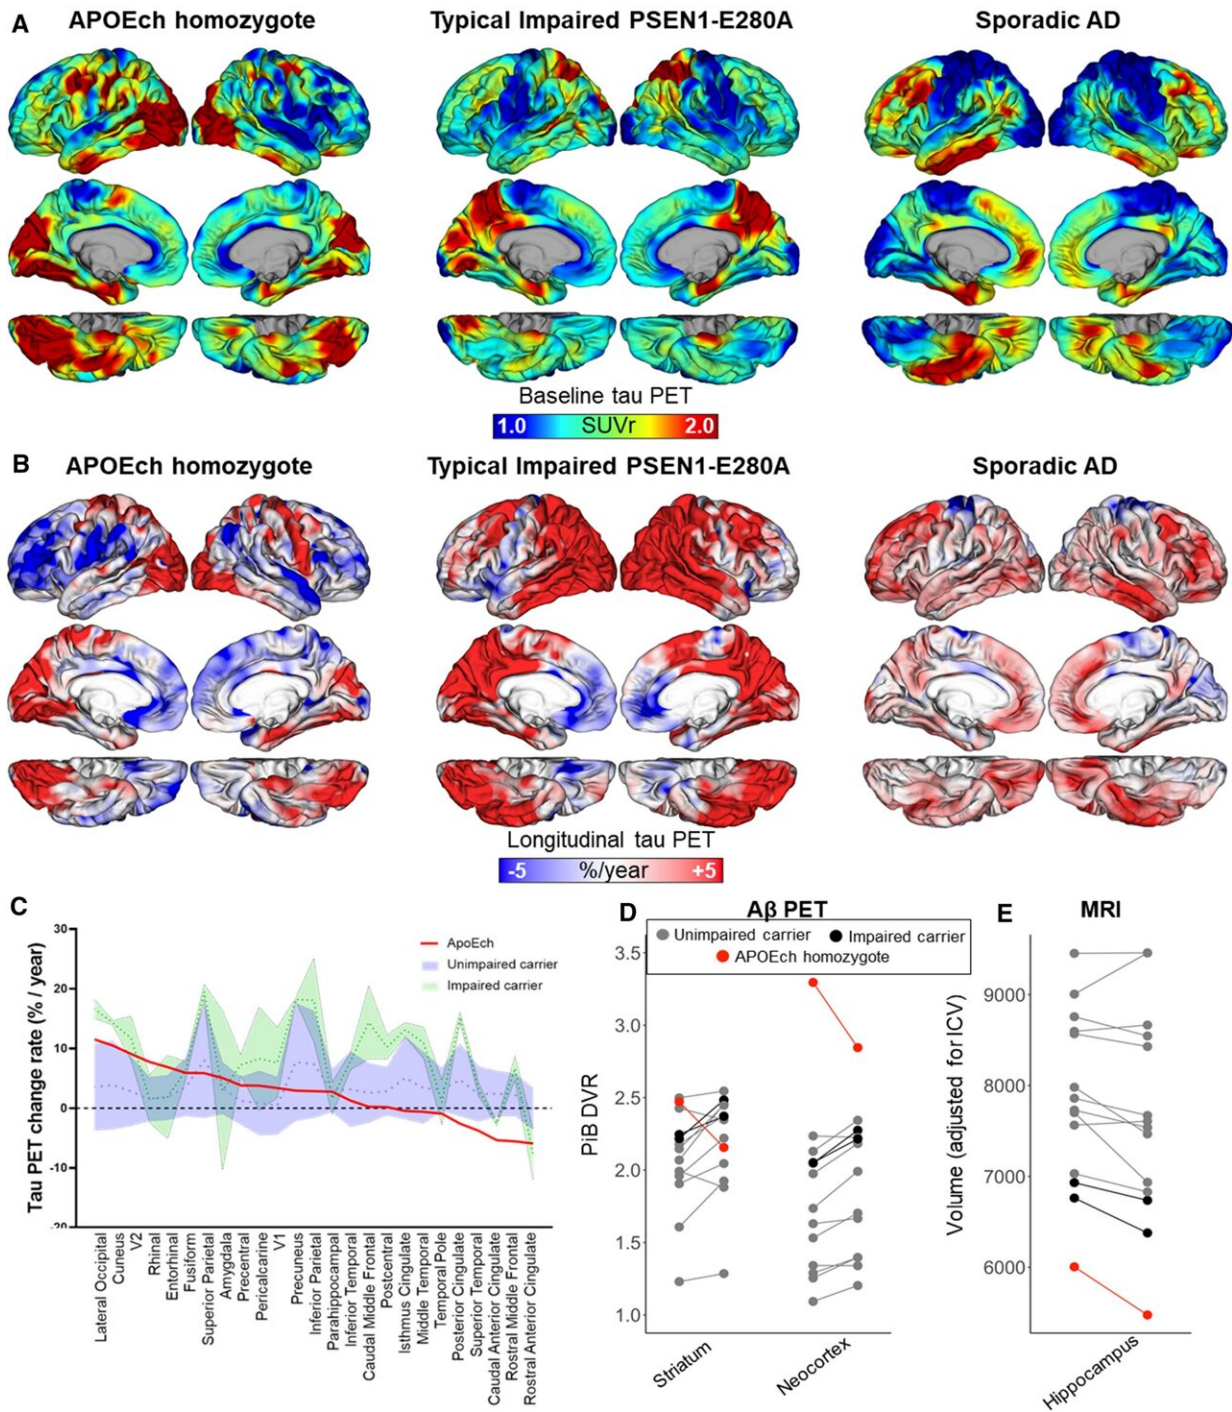 A
APOEch homozygote
Typical Impaired PSEN1-E280A
Sporadic AD
Baseline tau PET
1.0 SUVr 2.0
B
APOEch homozygote
Typical Impaired PSEN1-E280A
Sporadic AD
Longitudinal tau PET
-5 %/year +5
C
Tau PET change rate (% / year)
30
20
10
0
-10
-20
ApoEch
Unimpaired carrier
Impaired carrier
Lateral Occipital
Cuneus
V2
Rhinal
Entorhinal
Fusiform
Superior Parietal
Amygdala
Precentral
Pericalcarine
V1
Precuneus
Inferior Parietal
Parahippocampal
Inferior Temporal
Caudal Middle Frontal
Postcentral
Isthmus Cingulate
Middle Temporal
Temporal Pole
Posterior Cingulate
Superior Temporal
Caudal Anterior Cingulate
Rostral Middle Frontal
Rostral Anterior Cingulate
D
Aβ PET
Unimpaired carrier
Impaired carrier
APOEch homozygote
PiB DVR
3.5
3.0
2.5
2.0
1.5
1.0
Striatum
Neocortex
E
MRI
Volume (adjusted for ICV)
9000
8000
7000
6000
Hippocampus